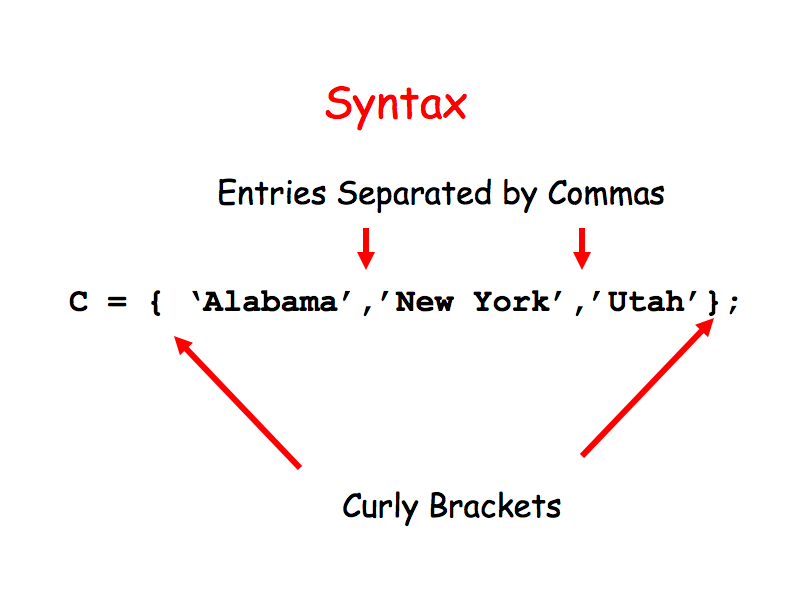 Syntax
Entries Separated by Commas
C = { ‘Alabama’,’New York’,’Utah’};
Curly Brackets